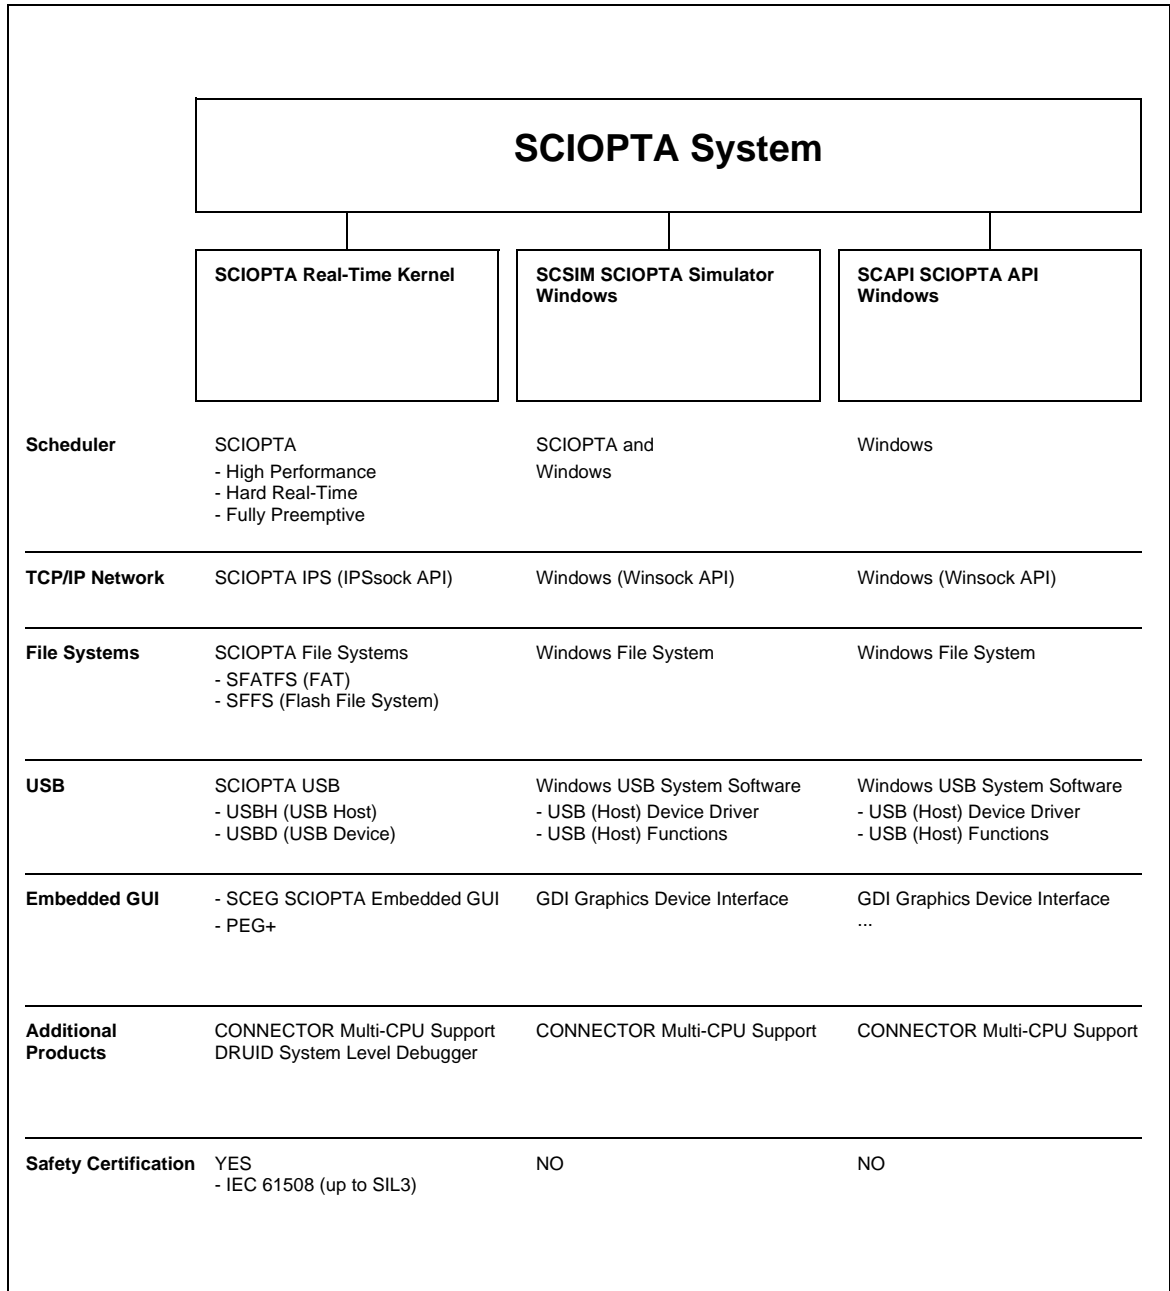 SCIOPTA System
SCIOPTA Real-Time Kernel
SCSIM SCIOPTA Simulator
Windows
SCAPI SCIOPTA API
Windows
Scheduler
SCIOPTA
- High Performance
- Hard Real-Time
- Fully Preemptive
SCIOPTA and
Windows
Windows
TCP/IP Network
SCIOPTA IPS (IPSsock API)
Windows (Winsock API)
Windows (Winsock API)
File Systems
SCIOPTA File Systems
- SFATFS (FAT)
- SFFS (Flash File System)
Windows File System
Windows File System
USB
SCIOPTA USB
- USBH (USB Host)
- USBD (USB Device)
Windows USB System Software
- USB (Host) Device Driver
- USB (Host) Functions
Windows USB System Software
- USB (Host) Device Driver
- USB (Host) Functions
Embedded GUI
- SCEG SCIOPTA Embedded GUI
- PEG+
GDI Graphics Device Interface
GDI Graphics Device Interface
...
Additional
Products
CONNECTOR Multi-CPU Support
DRUID System Level Debugger
CONNECTOR Multi-CPU Support
CONNECTOR Multi-CPU Support
Safety Certification
YES
- IEC 61508 (up to SIL3)
NO
NO